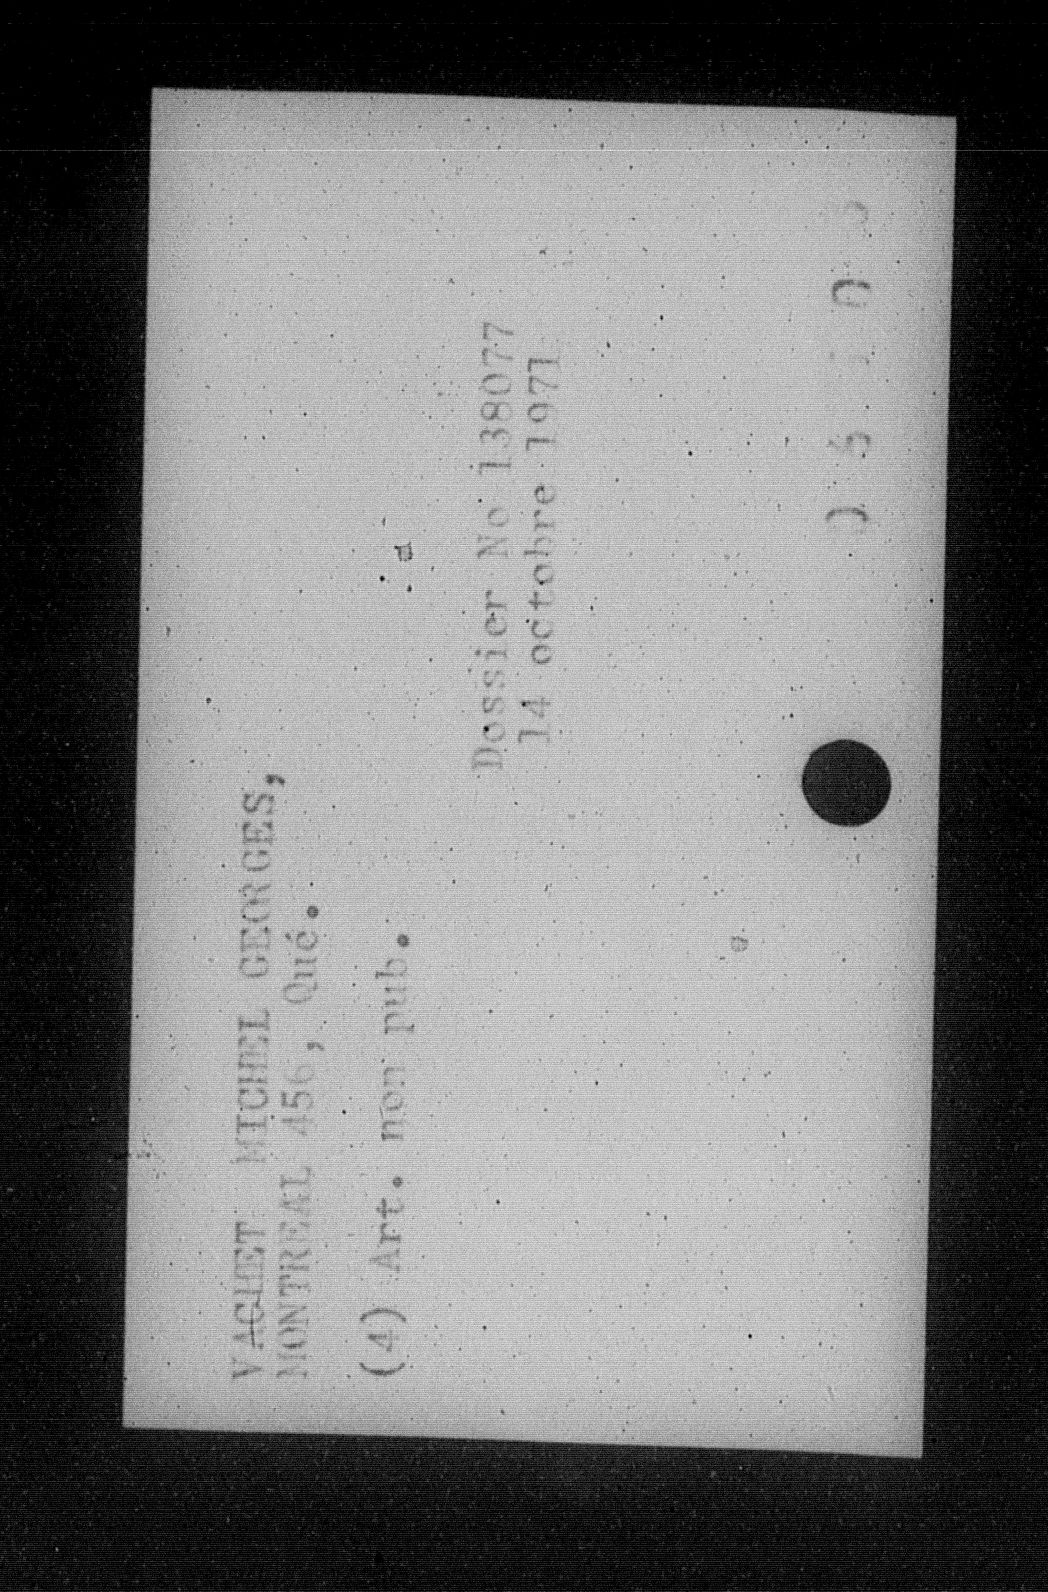 VACHET MICHEL GEORGES,
MONTREAL 456, Qué.
(4) Art. non pub.
Dossier No 138077
14 octobre 1971